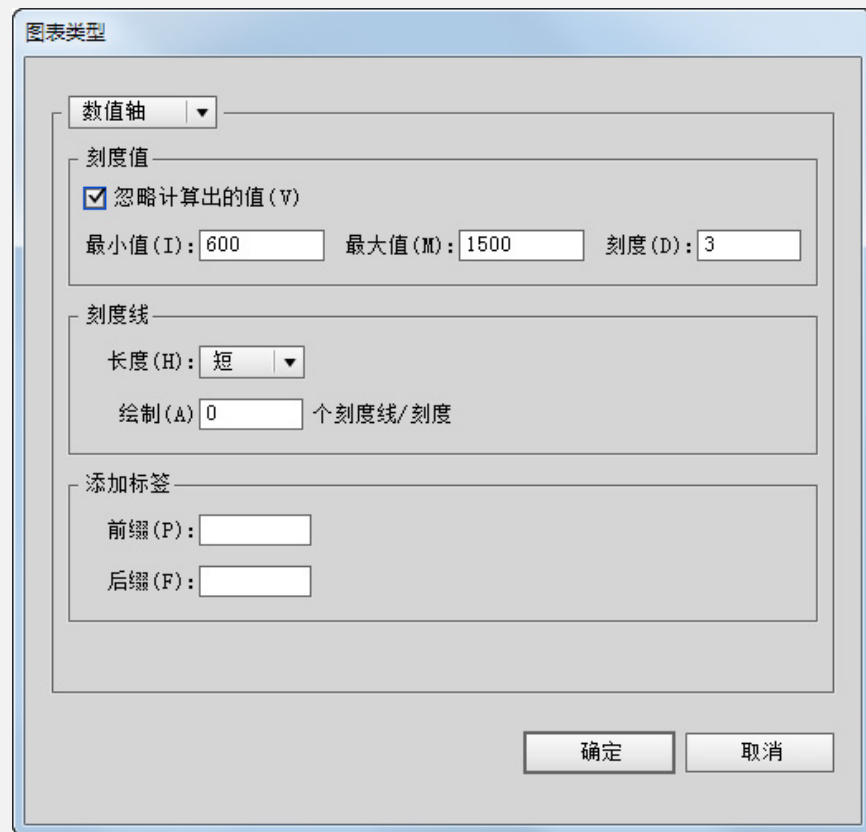 图表类型
数值轴
刻度值
忽略计算出的值(V)
最小值(I): 600 最大值(M): 1500 刻度(D): 3
刻度线
长度(H): 短
绘制(A) 0 个刻度线/刻度
添加标签
前缀(P):
后缀(F):
确定 取消